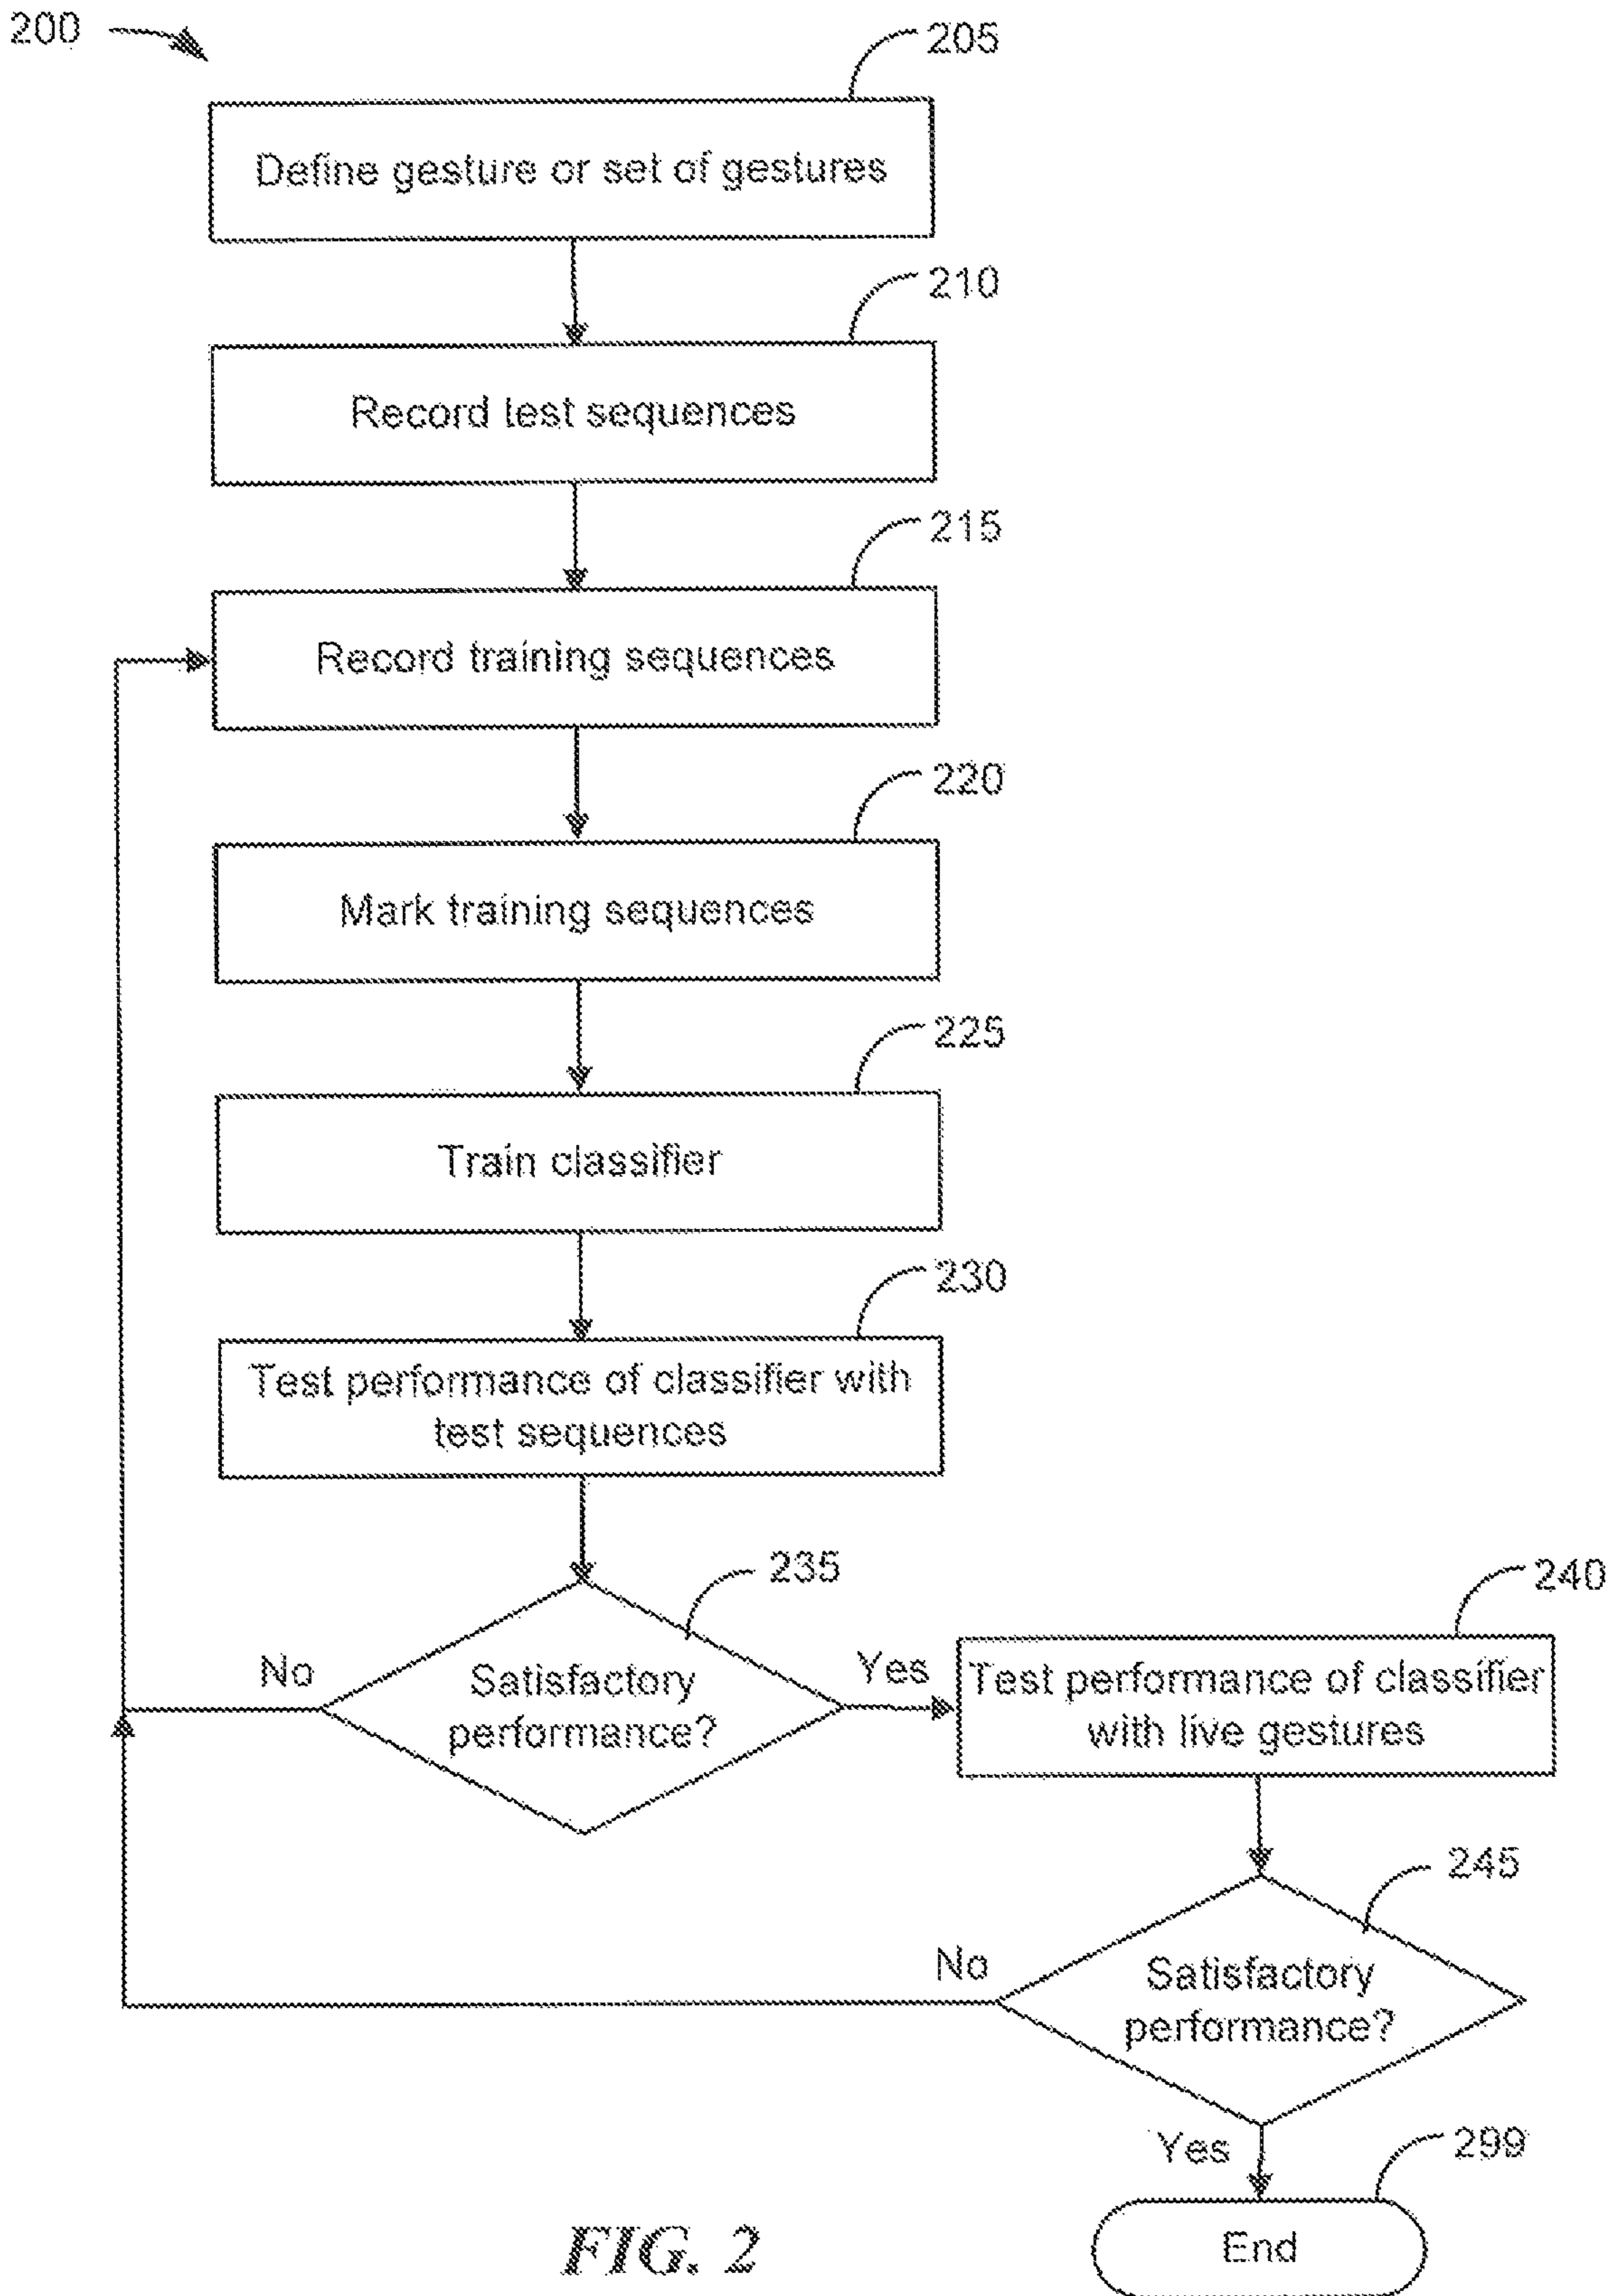 200
205
Define gesture or set of gestures
210
Record test sequences
215
Record training sequences
220
Mark training sequences
225
Train classifier
230
Test performance of classifier with
test sequences
235
No
Satisfactory
performance?
Yes
240
Test performance of classifier
with live gestures
245
No
Satisfactory
performance?
Yes
299
End
FIG. 2